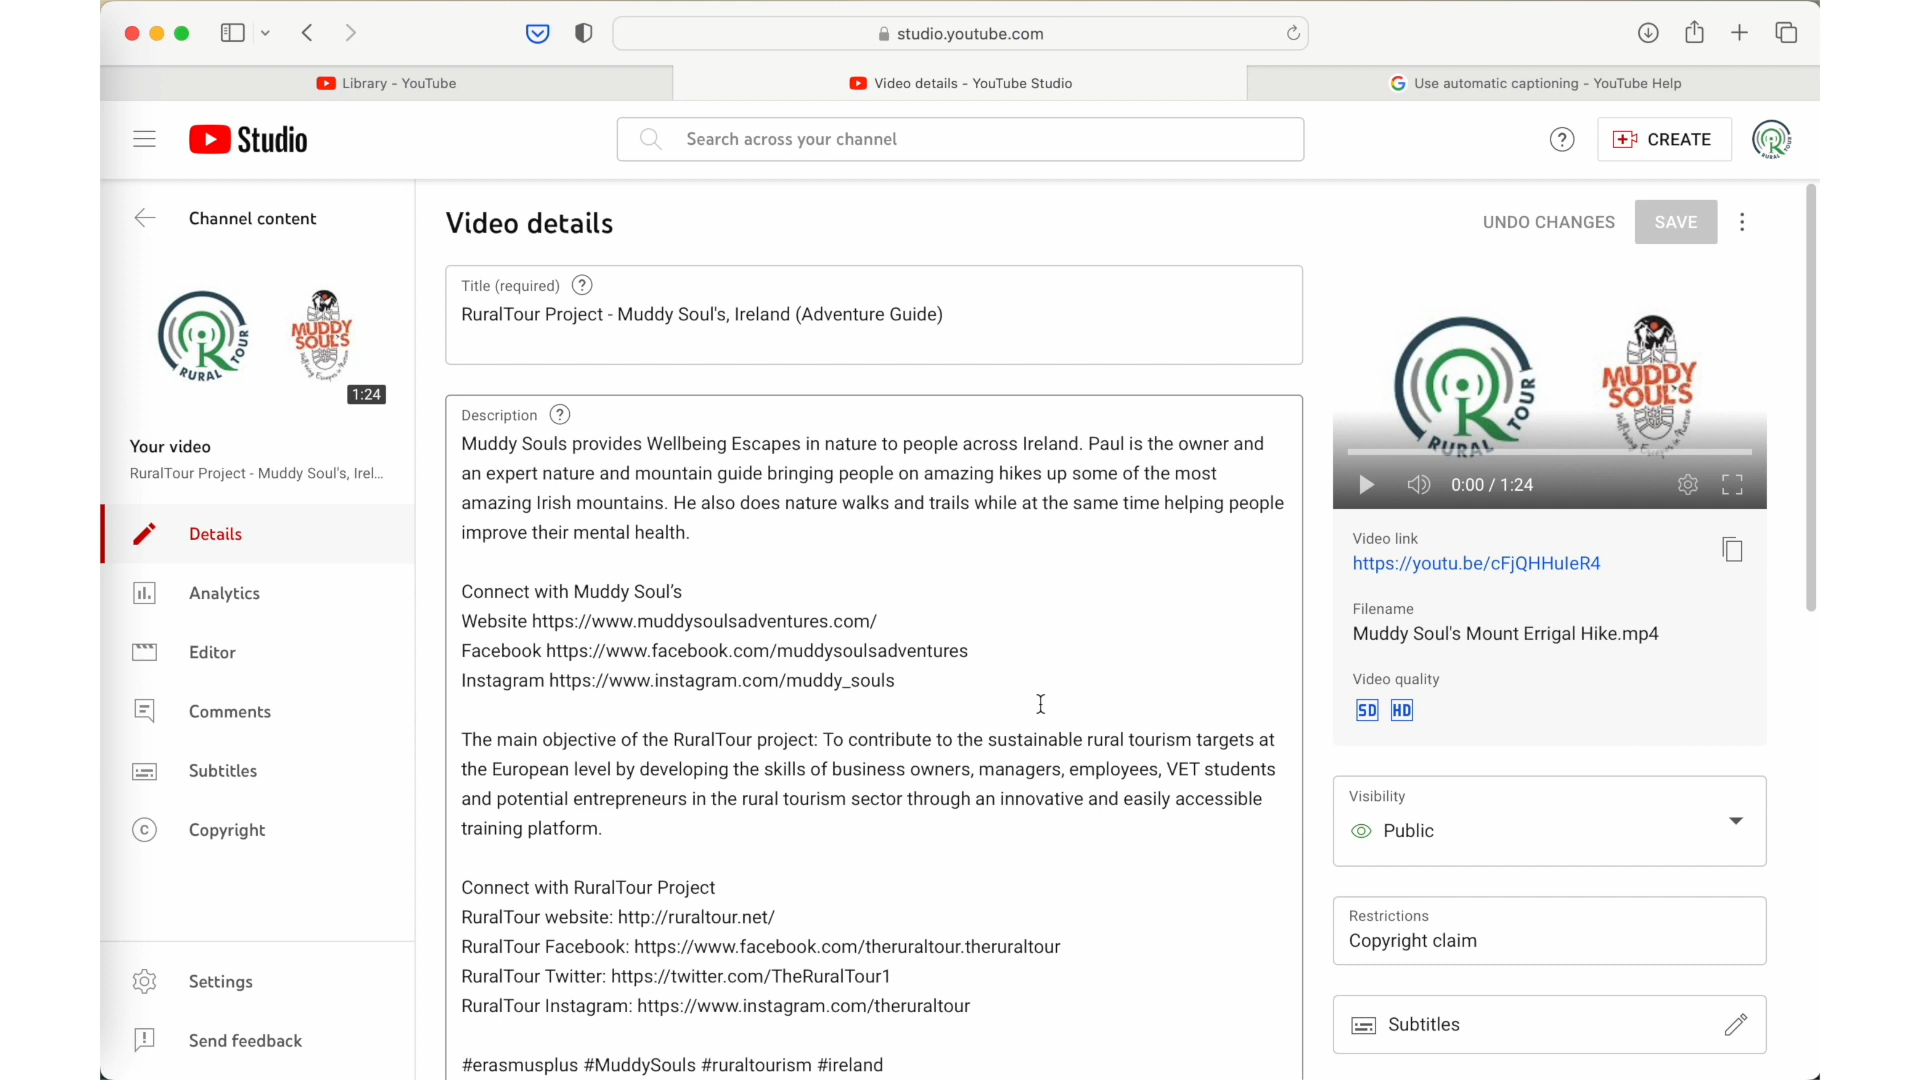 studio.youtube.com
Library - YouTube
Video details - YouTube Studio
Use automatic captioning - YouTube Help
Studio
Search across your channel
CREATE
Channel content
Video details
UNDO CHANGES
SAVE
Title (required)
RuralTour Project - Muddy Soul's, Ireland (Adventure Guide)
RURAL TOUR
MUDDY SOUL'S
1:24
Your video
RuralTour Project - Muddy Soul's, Irel...
Details
Analytics
Editor
Comments
Subtitles
Copyright
Settings
Send feedback
Description
Muddy Souls provides Wellbeing Escapes in nature to people across Ireland. Paul is the owner and
an expert nature and mountain guide bringing people on amazing hikes up some of the most
amazing Irish mountains. He also does nature walks and trails while at the same time helping people
improve their mental health.
Connect with Muddy Soul’s
Website https://www.muddysoulsadventures.com/
Facebook https://www.facebook.com/muddysoulsadventures
Instagram https://www.instagram.com/muddy_souls
The main objective of the RuralTour project: To contribute to the sustainable rural tourism targets at
the European level by developing the skills of business owners, managers, employees, VET students
and potential entrepreneurs in the rural tourism sector through an innovative and easily accessible
training platform.
Connect with RuralTour Project
RuralTour website: http://ruraltour.net/
RuralTour Facebook: https://www.facebook.com/theruraltour.theruraltour
RuralTour Twitter: https://twitter.com/TheRuralTour1
RuralTour Instagram: https://www.instagram.com/theruraltour
#erasmusplus #MuddySouls #ruraltourism #ireland
RURAL TOUR
MUDDY SOUL'S
0:00 / 1:24
Video link
https://youtu.be/cFjQHHuIeR4
Filename
Muddy Soul's Mount Errigal Hike.mp4
Video quality
SD HD
Visibility
Public
Restrictions
Copyright claim
Subtitles